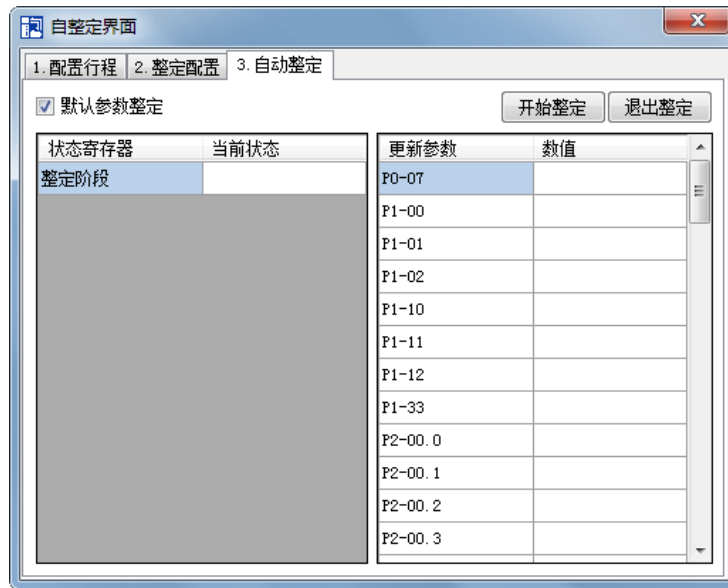 自整定界面
1.配置行程 2.整定配置 3.自动整定
默认参数整定 开始整定 退出整定
状态寄存器 当前状态 更新参数 数值
整定阶段 P0-07
P1-00
P1-01
P1-02
P1-10
P1-11
P1-12
P1-33
P2-00.0
P2-00.1
P2-00.2
P2-00.3